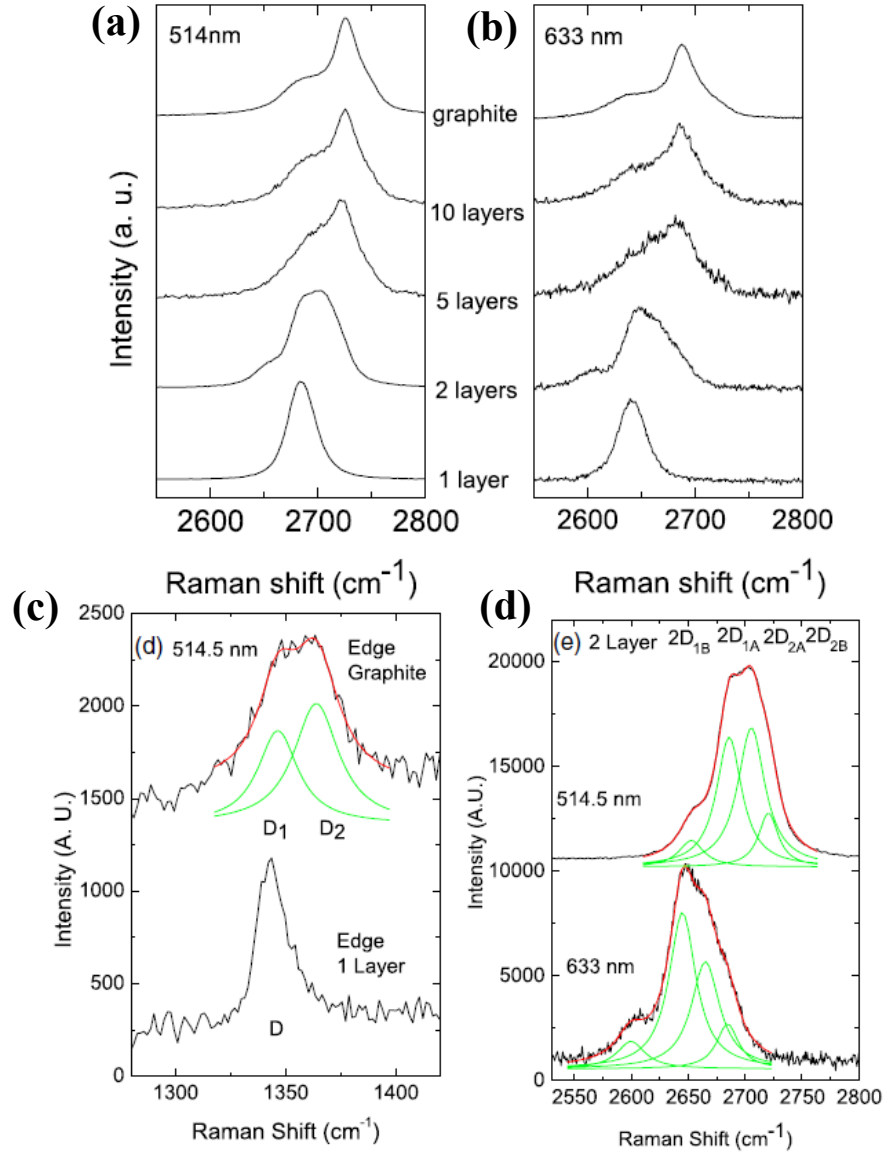 (a)
514nm
graphite
10 layers
5 layers
2 layers
1 layer
Intensity (a. u.)
2600 2700 2800
Raman shift (cm-1)
(b)
633 nm
2600 2700 2800
Raman shift (cm-1)
(c)
(d) 514.5 nm
Edge
Graphite
D1 D2
Edge
1 Layer
D
2500
2000
1500
1000
500
0
Intensity (A. U.)
1300 1350 1400
Raman Shift (cm-1)
(d)
(e) 2 Layer 2D1B 2D1A 2D2A 2D2B
514.5 nm
633 nm
20000
15000
10000
5000
0
Intensity (A.U.)
2550 2600 2650 2700 2750 2800
Raman Shift (cm-1)